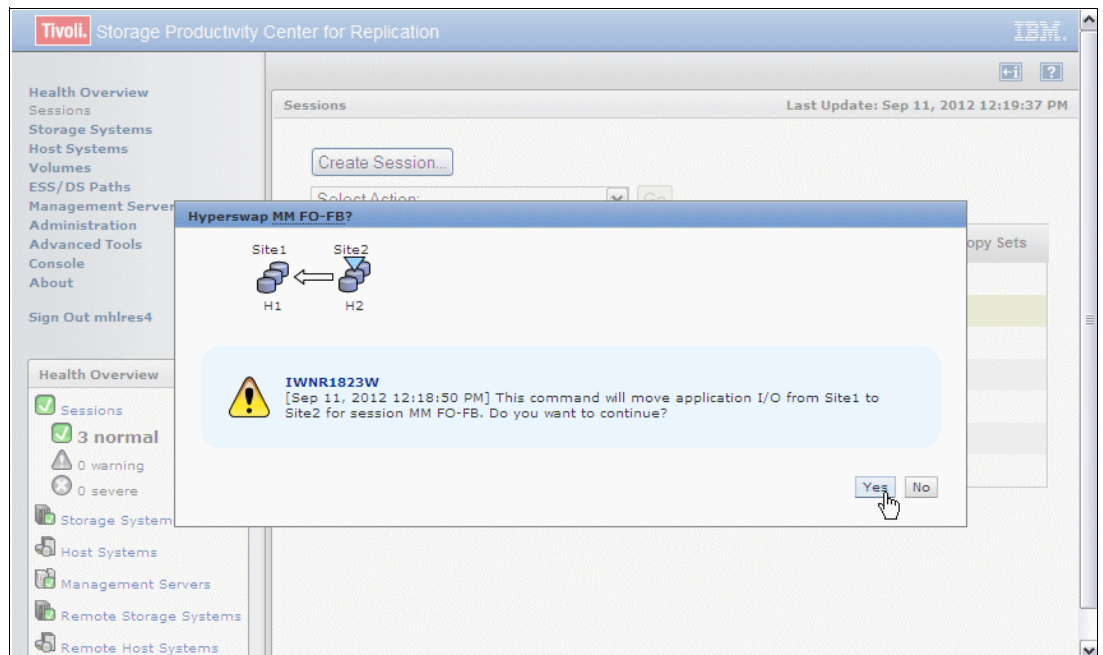 Tivoli. Storage Productivity Center for Replication
IBM.
Health Overview
Sessions
Storage Systems
Host Systems
Volumes
ESS/DS Paths
Management Server
Administration
Advanced Tools
Console
About
Sign Out mhlres4
Sessions
Last Update: Sep 11, 2012 12:19:37 PM
Create Session...
Select Action:
Go
opy Sets
Hyperswap MM FO-FB?
Site1 Site2
H1 H2
IWNR1823W
[Sep 11, 2012 12:18:50 PM] This command will move application I/O from Site1 to
Site2 for session MM FO-FB. Do you want to continue?
Yes No
Health Overview
Sessions
3 normal
0 warning
0 severe
Storage System
Host Systems
Management Servers
Remote Storage Systems
Remote Host Systems